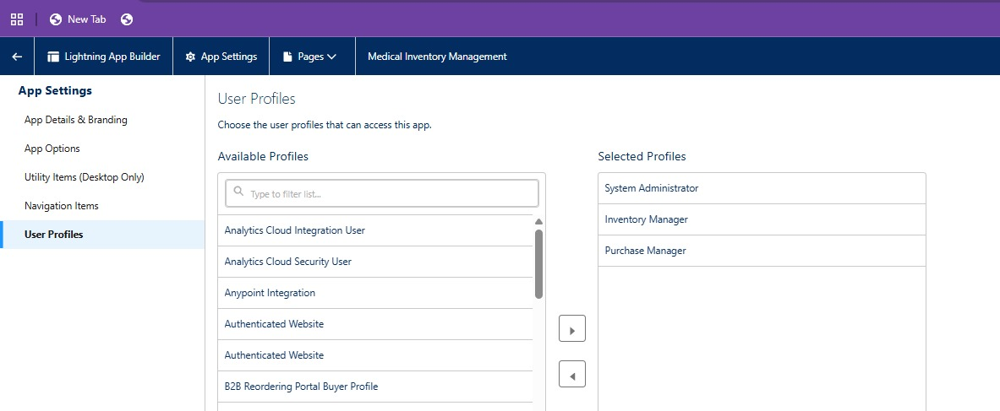 New Tab
Lightning App Builder
App Settings
Pages
Medical Inventory Management
App Settings
App Details & Branding
App Options
Utility Items (Desktop Only)
Navigation Items
User Profiles
User Profiles
Choose the user profiles that can access this app.
Available Profiles
Type to filter list...
Analytics Cloud Integration User
Analytics Cloud Security User
Anypoint Integration
Authenticated Website
Authenticated Website
B2B Reordering Portal Buyer Profile
Selected Profiles
System Administrator
Inventory Manager
Purchase Manager